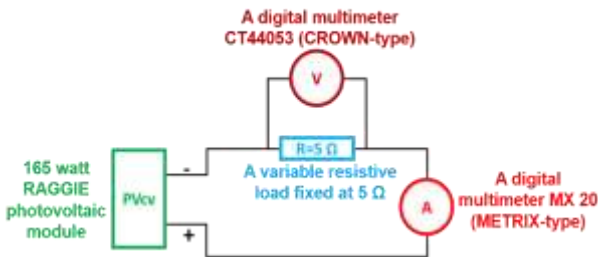 A digital multimeter
CT44053 (CROWN-type)
V
R=5 Ω
A variable resistive
load fixed at 5 Ω
165 watt
RAGGIE
photovoltaic
module
PVcv
-
+
A
A digital
multimeter MX 20
(METRIX-type)